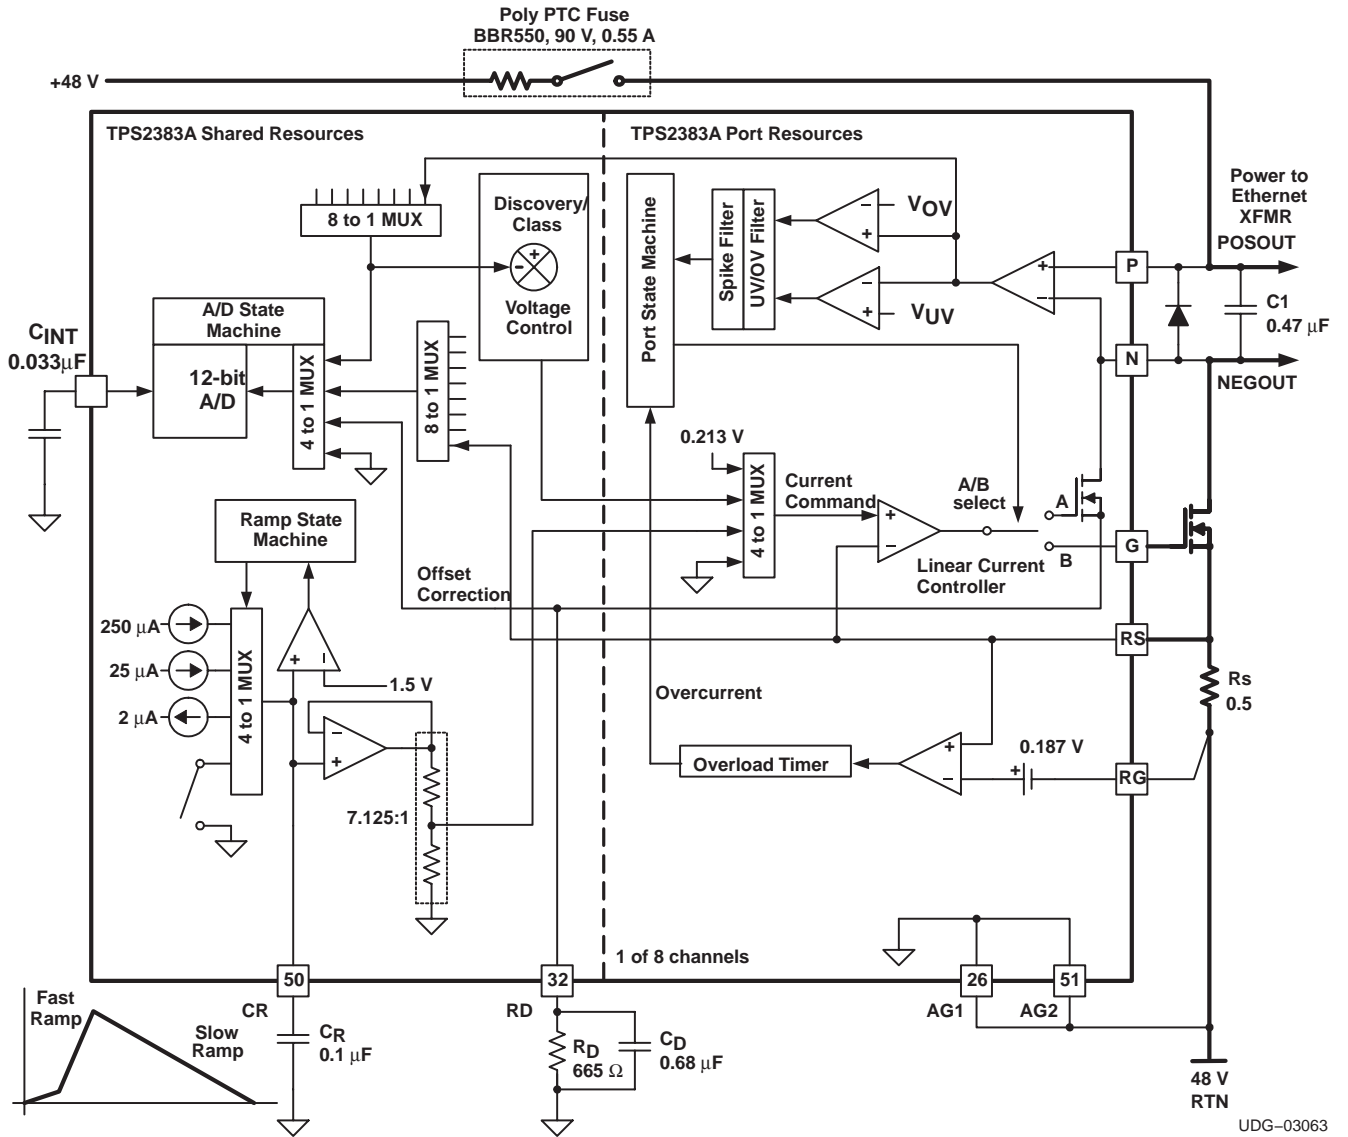 Poly PTC Fuse
BBR550, 90 V, 0.55 A
+48 V
TPS2383A Shared Resources
TPS2383A Port Resources
8 to 1 MUX
Discovery/
Class
+
−
Voltage
Control
Port State Machine
Spike Filter
UV/OV Filter
−
+
VOV
−
+
VUV
+
−
P
N
Power to
Ethernet
XFMR
POSOUT
C1
0.47 µF
NEGOUT
CINT
0.033µF
A/D State
Machine
12-bit
A/D
4 to 1 MUX
8 to 1 MUX
0.213 V
4 to 1 MUX
Current
Command
+
−
A/B
select
A
B
Linear Current
Controller
G
Ramp State
Machine
Offset
Correction
250 µA
25 µA
2 µA
4 to 1 MUX
+
−
1.5 V
−
+
7.125:1
RS
Rs
0.5
Overcurrent
Overload Timer
+
−
0.187 V
+
RG
1 of 8 channels
50
32
26
51
CR
RD
AG1
AG2
Fast
Ramp
Slow
Ramp
CR
0.1 µF
RD
665 Ω
CD
0.68 µF
48 V
RTN
UDG−03063